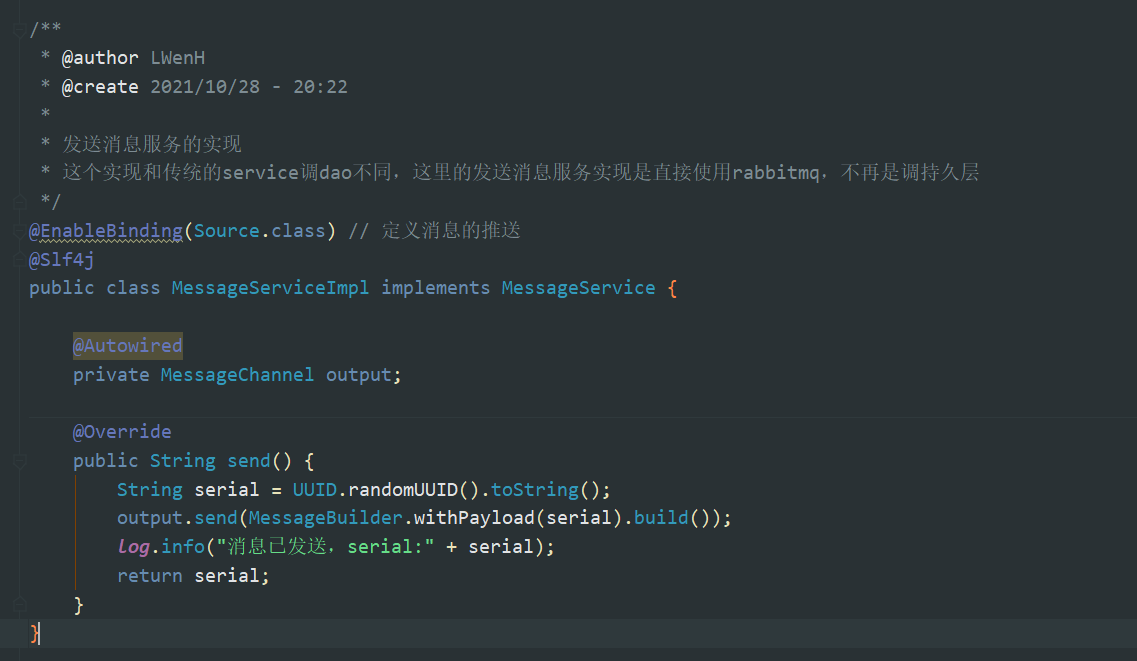 /**
 * @author LWenH
 * @create 2021/10/28 - 20:22
 *
 * 发送消息服务的实现
 * 这个实现和传统的service调dao不同，这里的发送消息服务实现是直接使用rabbitmq，不再是调持久层
 */
@EnableBinding(Source.class) // 定义消息的推送
@Slf4j
public class MessageServiceImpl implements MessageService {
    @Autowired
    private MessageChannel output;
    @Override
    public String send() {
        String serial = UUID.randomUUID().toString();
        output.send(MessageBuilder.withPayload(serial).build());
        log.info("消息已发送，serial:" + serial);
        return serial;
    }
}